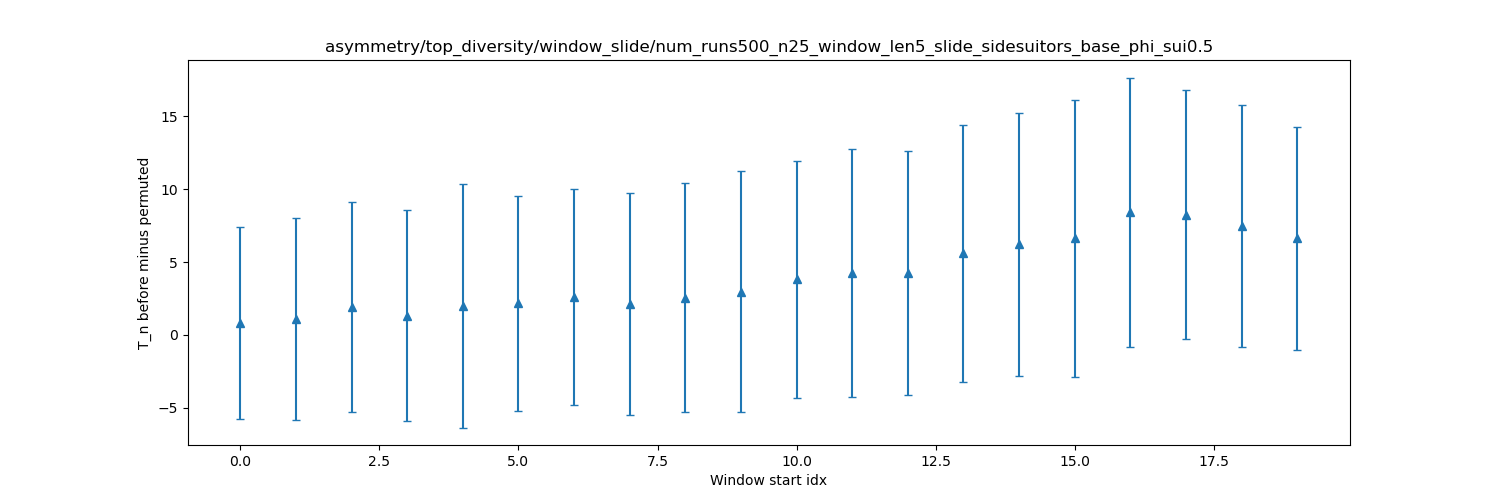 asymmetry/top_diversity/window_slide/num_runs500_n25_window_len5_slide_sidesuitors_base_phi_sui0.5
T_n before minus permuted
15
10
5
0
−5
0.0 2.5 5.0 7.5 10.0 12.5 15.0 17.5
Window start idx